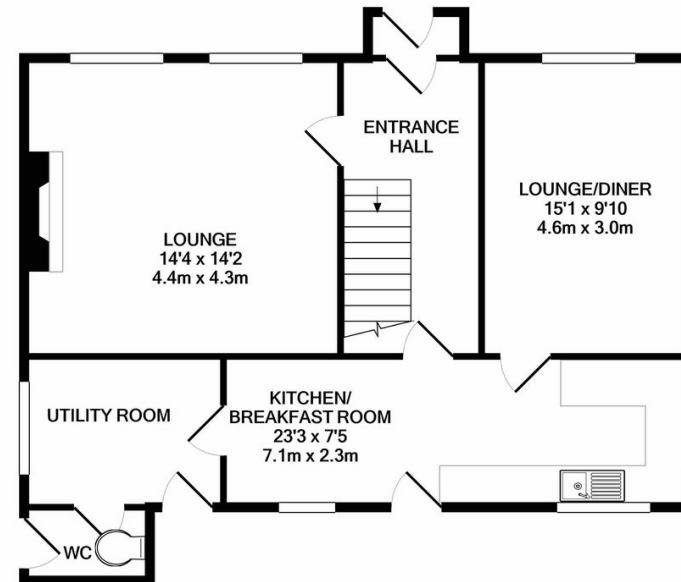 ENTRANCE
HALL
LOUNGE/DINER
15'1 x 9'10
4.6m x 3.0m
LOUNGE
14'4 x 14'2
4.4m x 4.3m
UTILITY ROOM
KITCHEN/
BREAKFAST ROOM
23'3 x 7'5
7.1m x 2.3m
WC